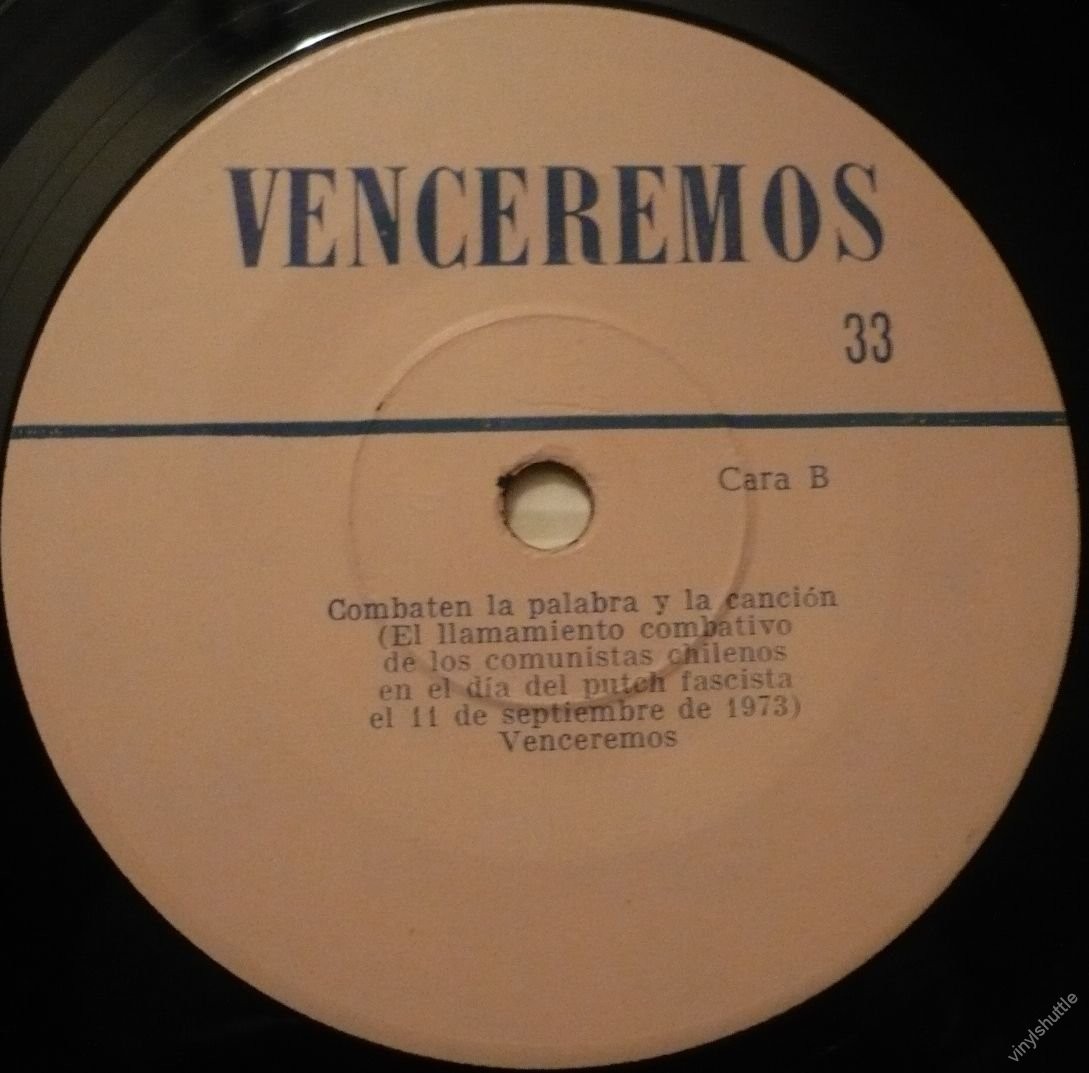 VENCEREMOS
33
Cara B
Combaten la palabra y la canción
(El llamamiento combativo
de los comunistas chilenos
en el día del putch fascista
el 11 de septiembre de 1973)
Venceremos
vinylshuttle